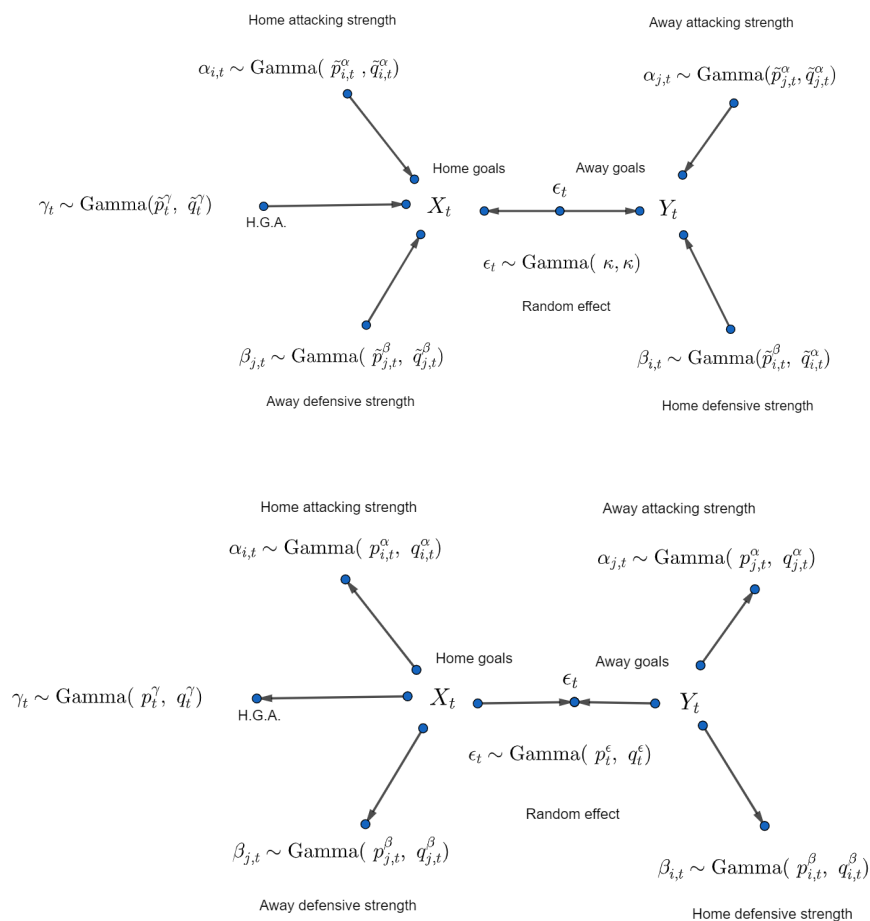 Home attacking strength
Away attacking strength
α_{i,t} ∼ Gamma( p̃^α_{i,t} , q̃^α_{i,t})
α_{j,t} ∼ Gamma(p̃^α_{j,t}, q̃^α_{j,t})
Home goals
Away goals
ϵ_t
γ_t ∼ Gamma(p̃^γ_t, q̃^γ_t)
H.G.A.
X_t
Y_t
ϵ_t ∼ Gamma( κ, κ)
Random effect
β_{j,t} ∼ Gamma( p̃^β_{j,t}, q̃^β_{j,t})
β_{i,t} ∼ Gamma(p̃^β_{i,t}, q̃^α_{i,t})
Away defensive strength
Home defensive strength
Home attacking strength
Away attacking strength
α_{i,t} ∼ Gamma( p^α_{i,t}, q^α_{i,t})
α_{j,t} ∼ Gamma( p^α_{j,t}, q^α_{j,t})
Home goals
Away goals
ϵ_t
γ_t ∼ Gamma( p^γ_t, q^γ_t)
H.G.A.
X_t
Y_t
ϵ_t ∼ Gamma( p^ϵ_t, q^ϵ_t)
Random effect
β_{j,t} ∼ Gamma( p^β_{j,t}, q^β_{j,t})
β_{i,t} ∼ Gamma( p^β_{i,t}, q^β_{i,t})
Away defensive strength
Home defensive strength